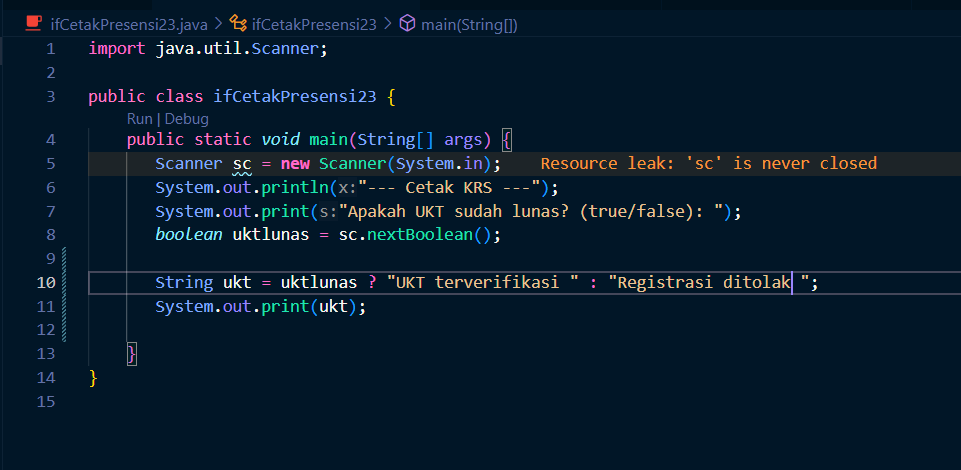 ifCetakPresensi23.java > ifCetakPresensi23 > main(String[])
1 import java.util.Scanner;
2
3 public class ifCetakPresensi23 {
Run | Debug
4 public static void main(String[] args) {
5 Scanner sc = new Scanner(System.in); Resource leak: 'sc' is never closed
6 System.out.println(x:"--- Cetak KRS ---");
7 System.out.print(s:"Apakah UKT sudah lunas? (true/false): ");
8 boolean uktlunas = sc.nextBoolean();
9
10 String ukt = uktlunas ? "UKT terverifikasi " : "Registrasi ditolak ";
11 System.out.print(ukt);
12
13 }
14 }
15